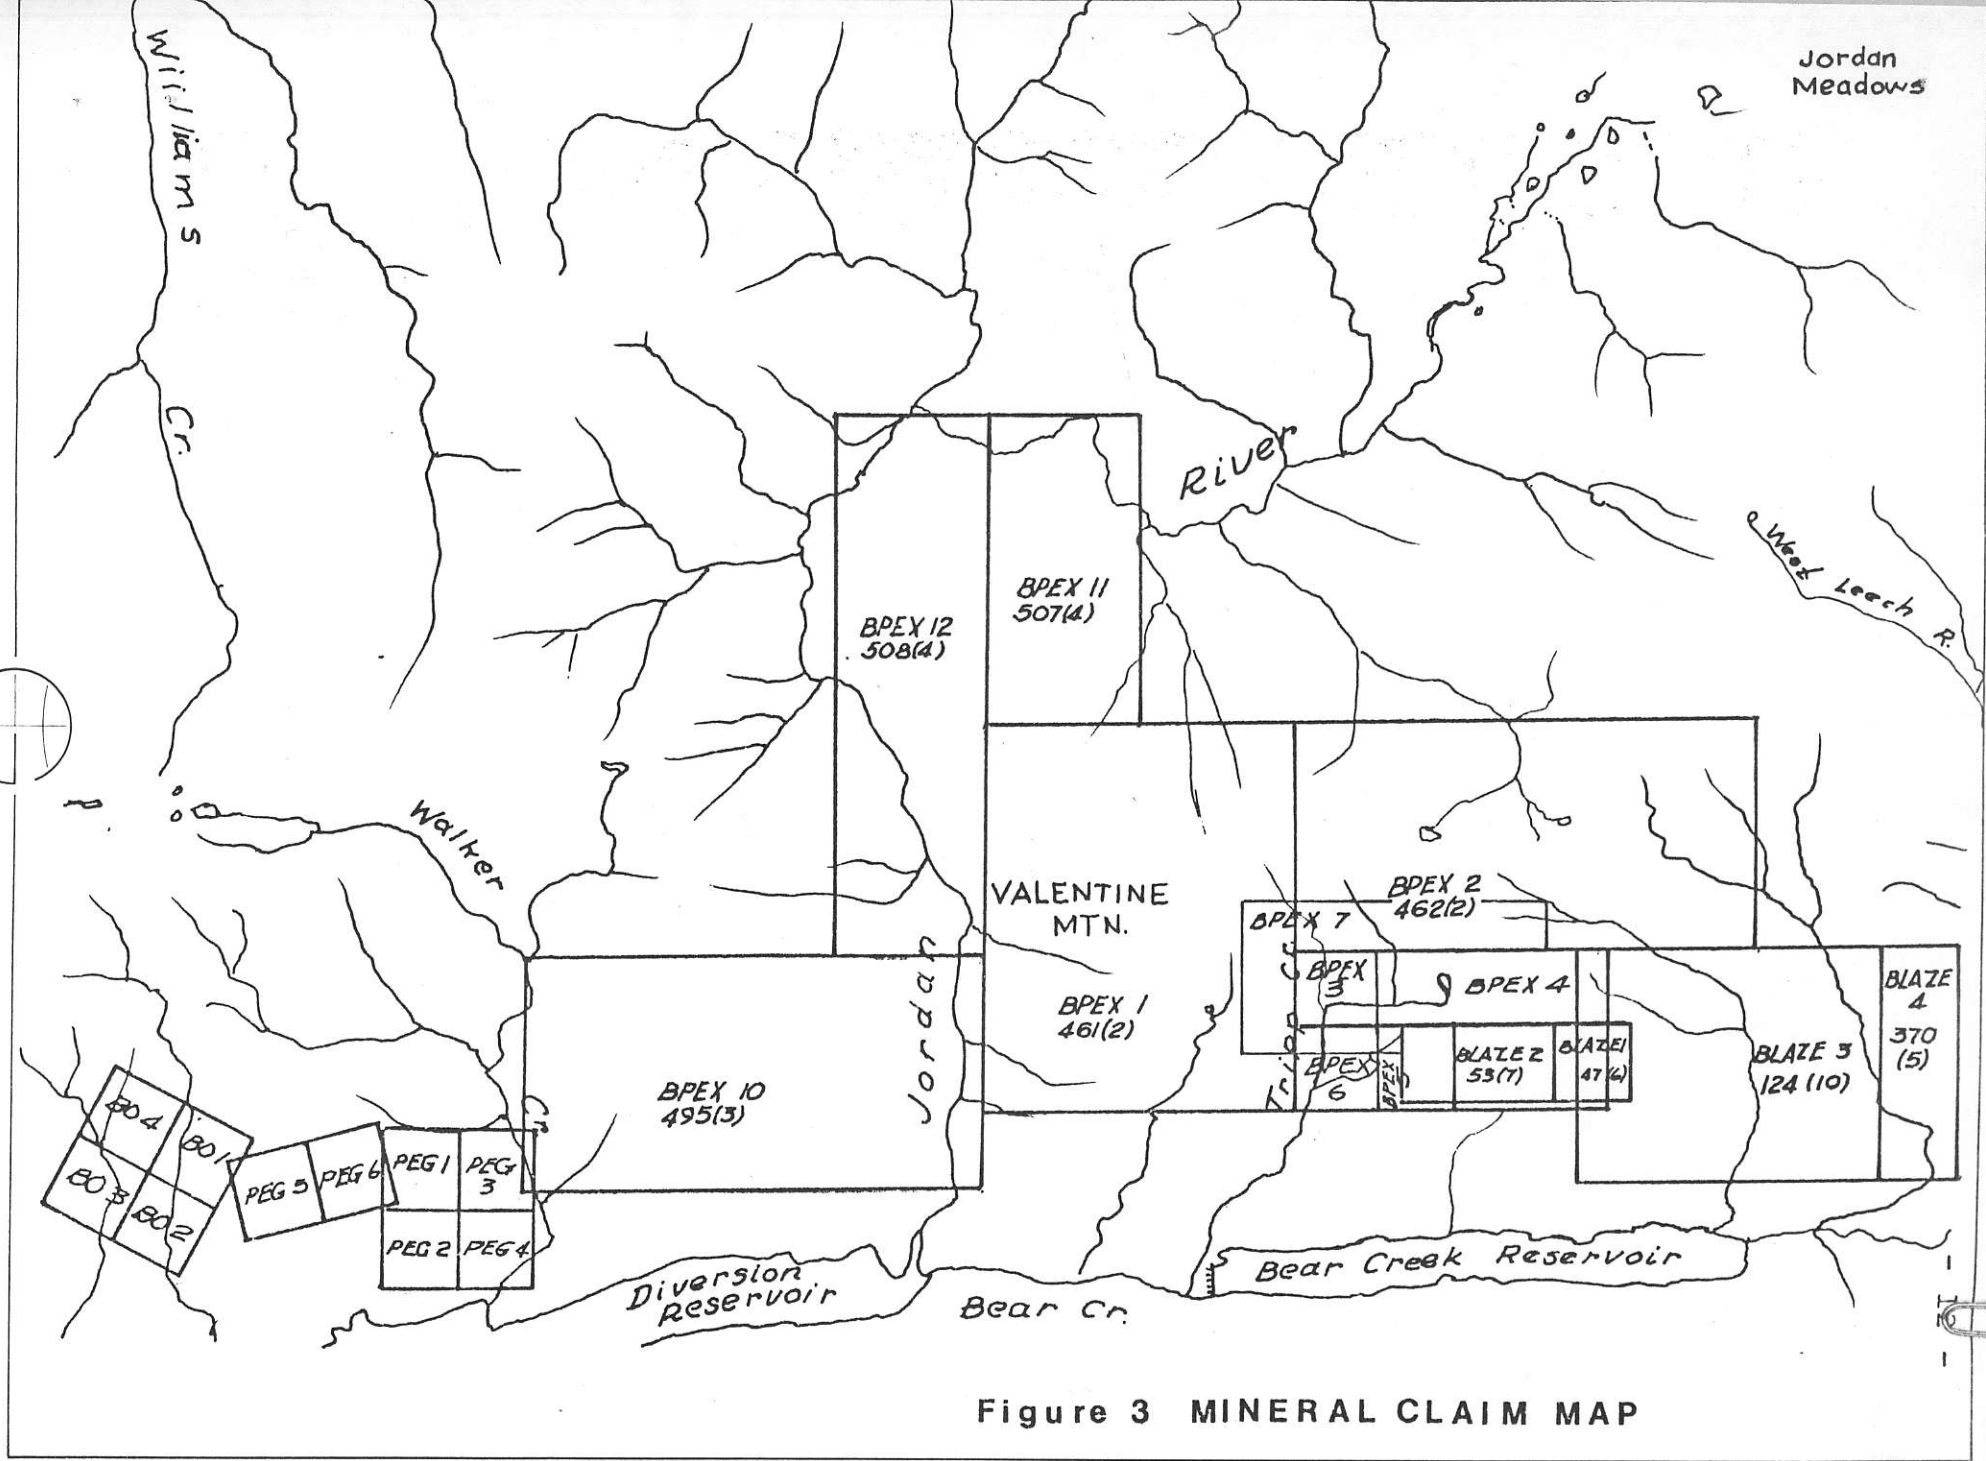 Jordan
Meadows
Williams
Cr.
River
West Leech R.
BPEX 11
507(4)
BPEX 12
508(4)
Walker
Cr.
VALENTINE
MTN.
BPEX 2
462(2)
BPEX 7
BPEX
3
BPEX 4
BLAZE
4
370
(5)
Jordan
BPEX 1
461(2)
Tripp Cr.
BPEX
6
BPEX
BLAZE 2
53(7)
BLAZE 1
47(6)
BLAZE 3
124(10)
BPEX 10
495(3)
BO 4
BO 1
BO 3
BO 2
PEG 5
PEG 6
PEG 1
PEG
3
PEG 2
PEG 4
Diversion
Reservoir
Bear Cr.
Bear Creek Reservoir
Figure 3 MINERAL CLAIM MAP